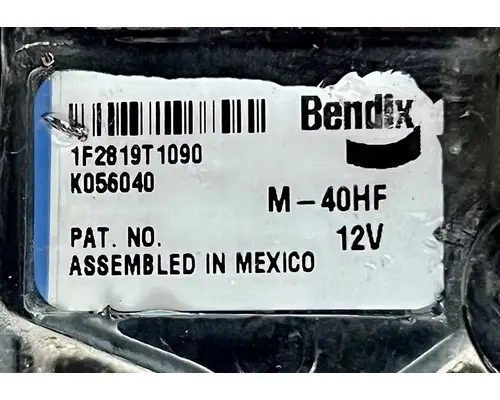 Bendix
1F2819T1090
K056040
M-40HF
PAT. NO. 12V
ASSEMBLED IN MEXICO